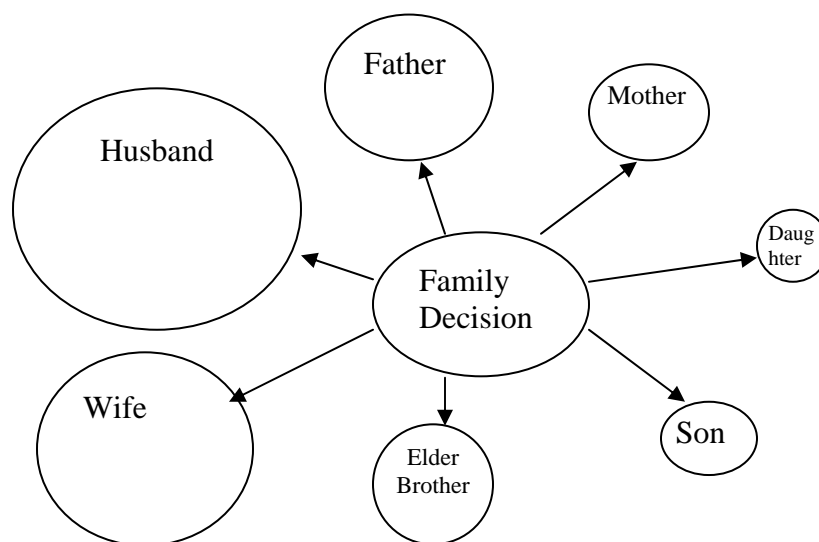 Father
Mother
Husband
Daug
hter
Family
Decision
Wife
Son
Elder
Brother